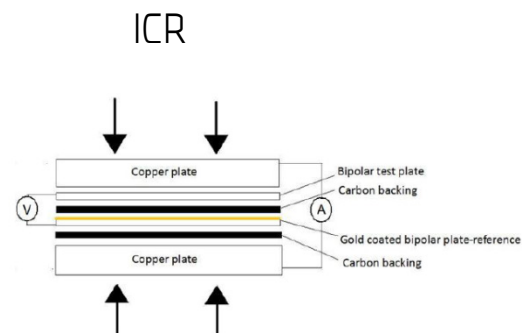 ICR
Copper plate
Bipolar test plate
Carbon backing
V
A
Gold coated bipolar plate-reference
Carbon backing
Copper plate